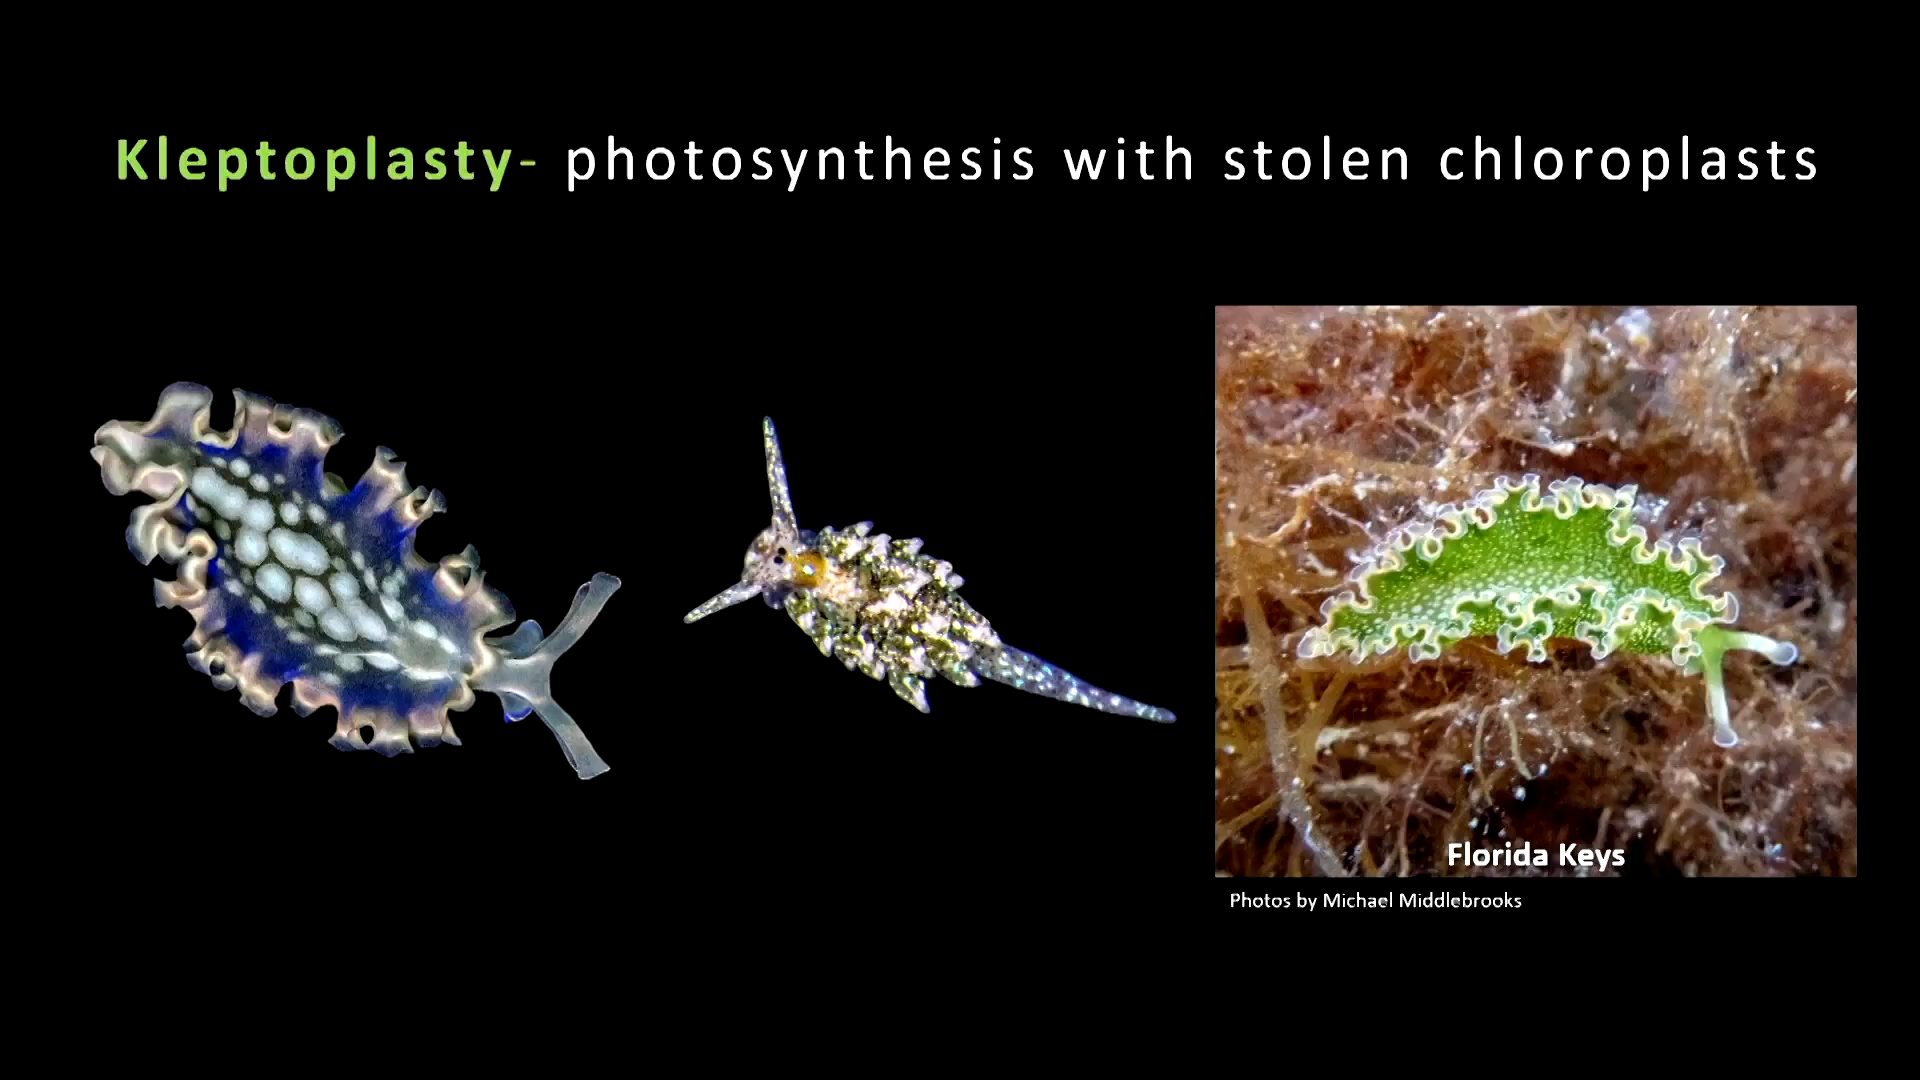 Kleptoplasty- photosynthesis with stolen chloroplasts
Florida Keys
Photos by Michael Middlebrooks